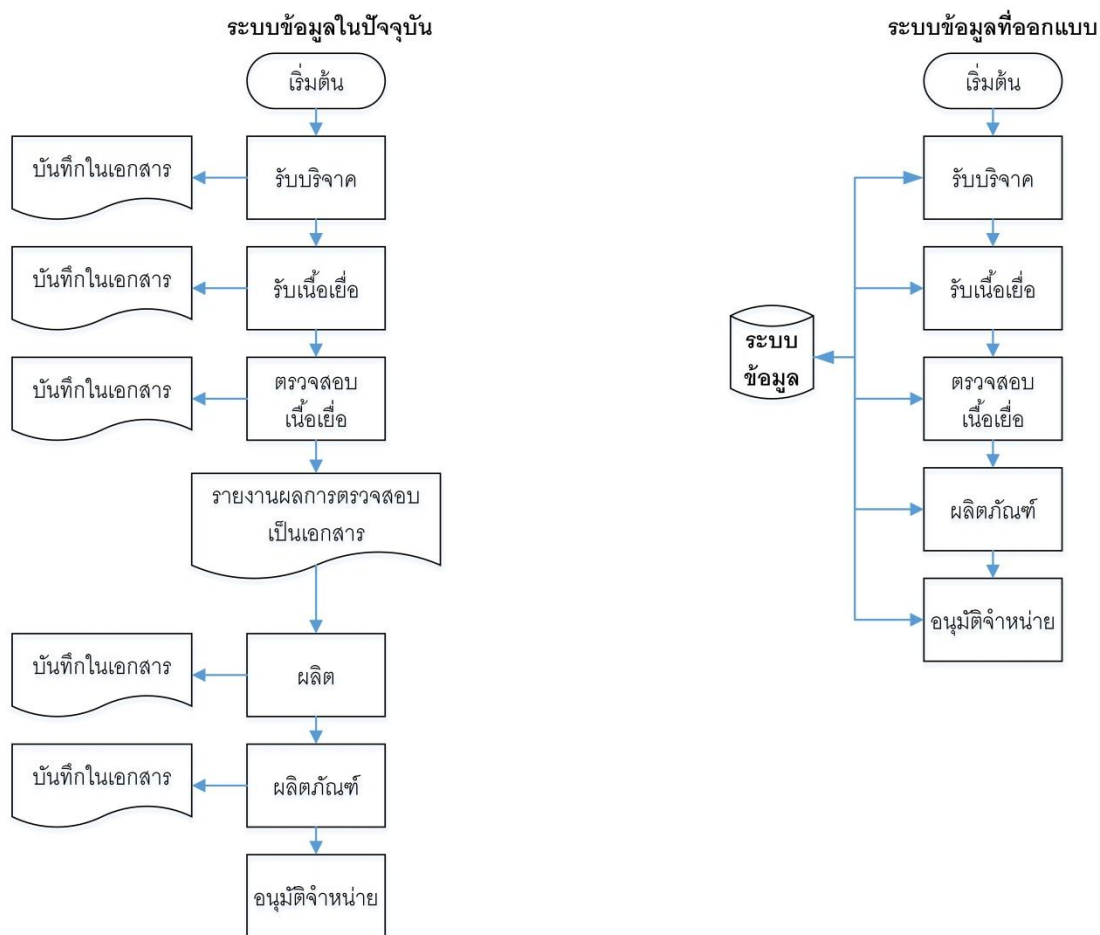 ระบบข้อมูลในปัจจุบัน
เริ่มต้น
บันทึกในเอกสาร
รับบริจาค
บันทึกในเอกสาร
รับเนื้อเยื่อ
บันทึกในเอกสาร
ตรวจสอบ
เนื้อเยื่อ
รายงานผลการตรวจสอบ
เป็นเอกสาร
บันทึกในเอกสาร
ผลิต
บันทึกในเอกสาร
ผลิตภัณฑ์
อนุมัติจำหน่าย
ระบบข้อมูลที่ออกแบบ
เริ่มต้น
รับบริจาค
รับเนื้อเยื่อ
ระบบ
ข้อมูล
ตรวจสอบ
เนื้อเยื่อ
ผลิตภัณฑ์
อนุมัติจำหน่าย